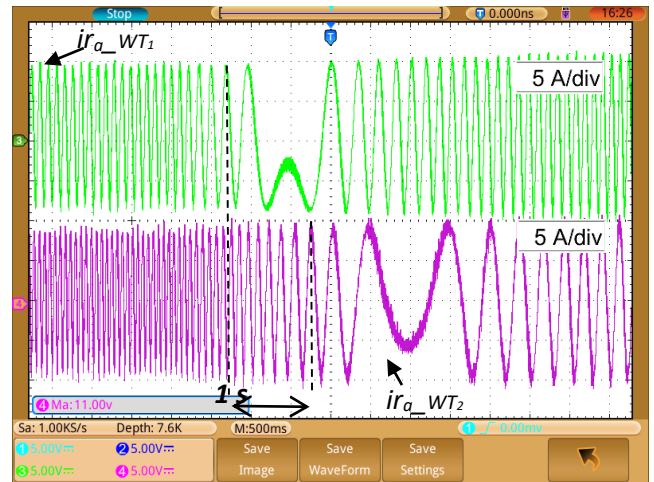 Stop
T 0.000ns
16:26
ira_WT1
T
5 A/div
3
5 A/div
4
4 Ma:11.00v
1 s
ira_WT2
Sa: 1.00KS/s Depth: 7.6K M:500ms 1 0.00mv
1 5.00V 2 5.00V Save Save Save
3 5.00V 4 5.00V Image WaveForm Settings